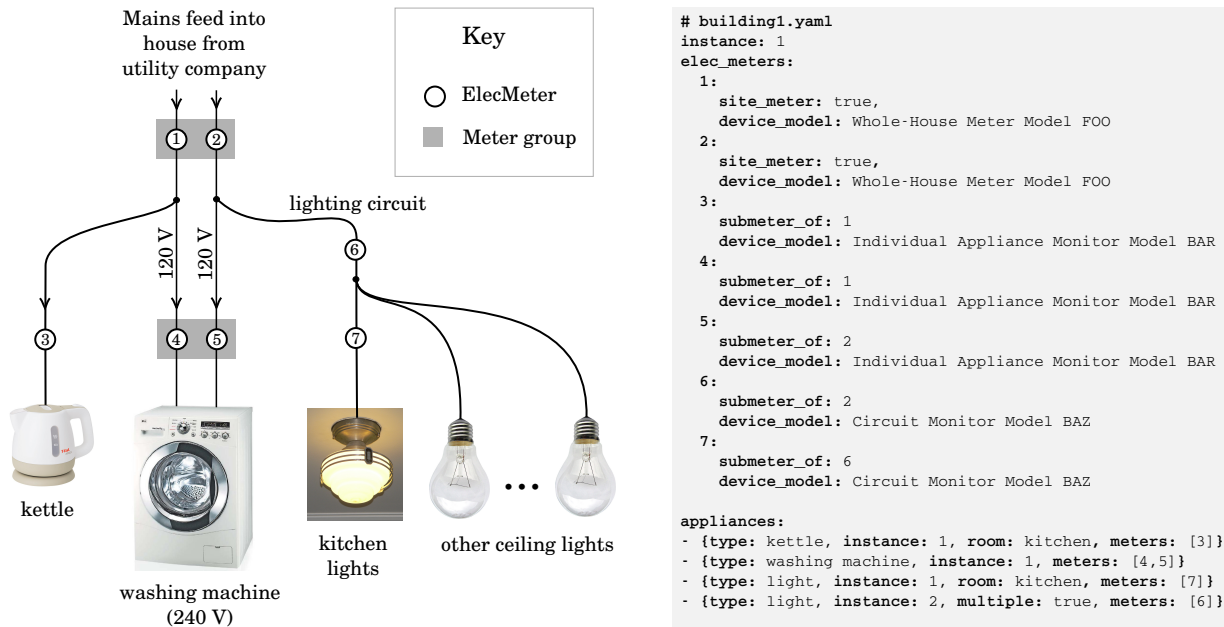 Mains feed into
house from
utility company
Key
ElecMeter
Meter group
1
2
lighting circuit
6
120 V
120 V
3
4
5
7
kettle
washing machine
(240 V)
kitchen
lights
...
other ceiling lights
# building1.yaml
instance: 1
elec_meters:
1:
site_meter: true,
device_model: Whole-House Meter Model FOO
2:
site_meter: true,
device_model: Whole-House Meter Model FOO
3:
submeter_of: 1
device_model: Individual Appliance Monitor Model BAR
4:
submeter_of: 1
device_model: Individual Appliance Monitor Model BAR
5:
submeter_of: 2
device_model: Individual Appliance Monitor Model BAR
6:
submeter_of: 2
device_model: Circuit Monitor Model BAZ
7:
submeter_of: 6
device_model: Circuit Monitor Model BAZ
appliances:
- {type: kettle, instance: 1, room: kitchen, meters: [3]}
- {type: washing machine, instance: 1, meters: [4,5]}
- {type: light, instance: 1, room: kitchen, meters: [7]}
- {type: light, instance: 2, multiple: true, meters: [6]}